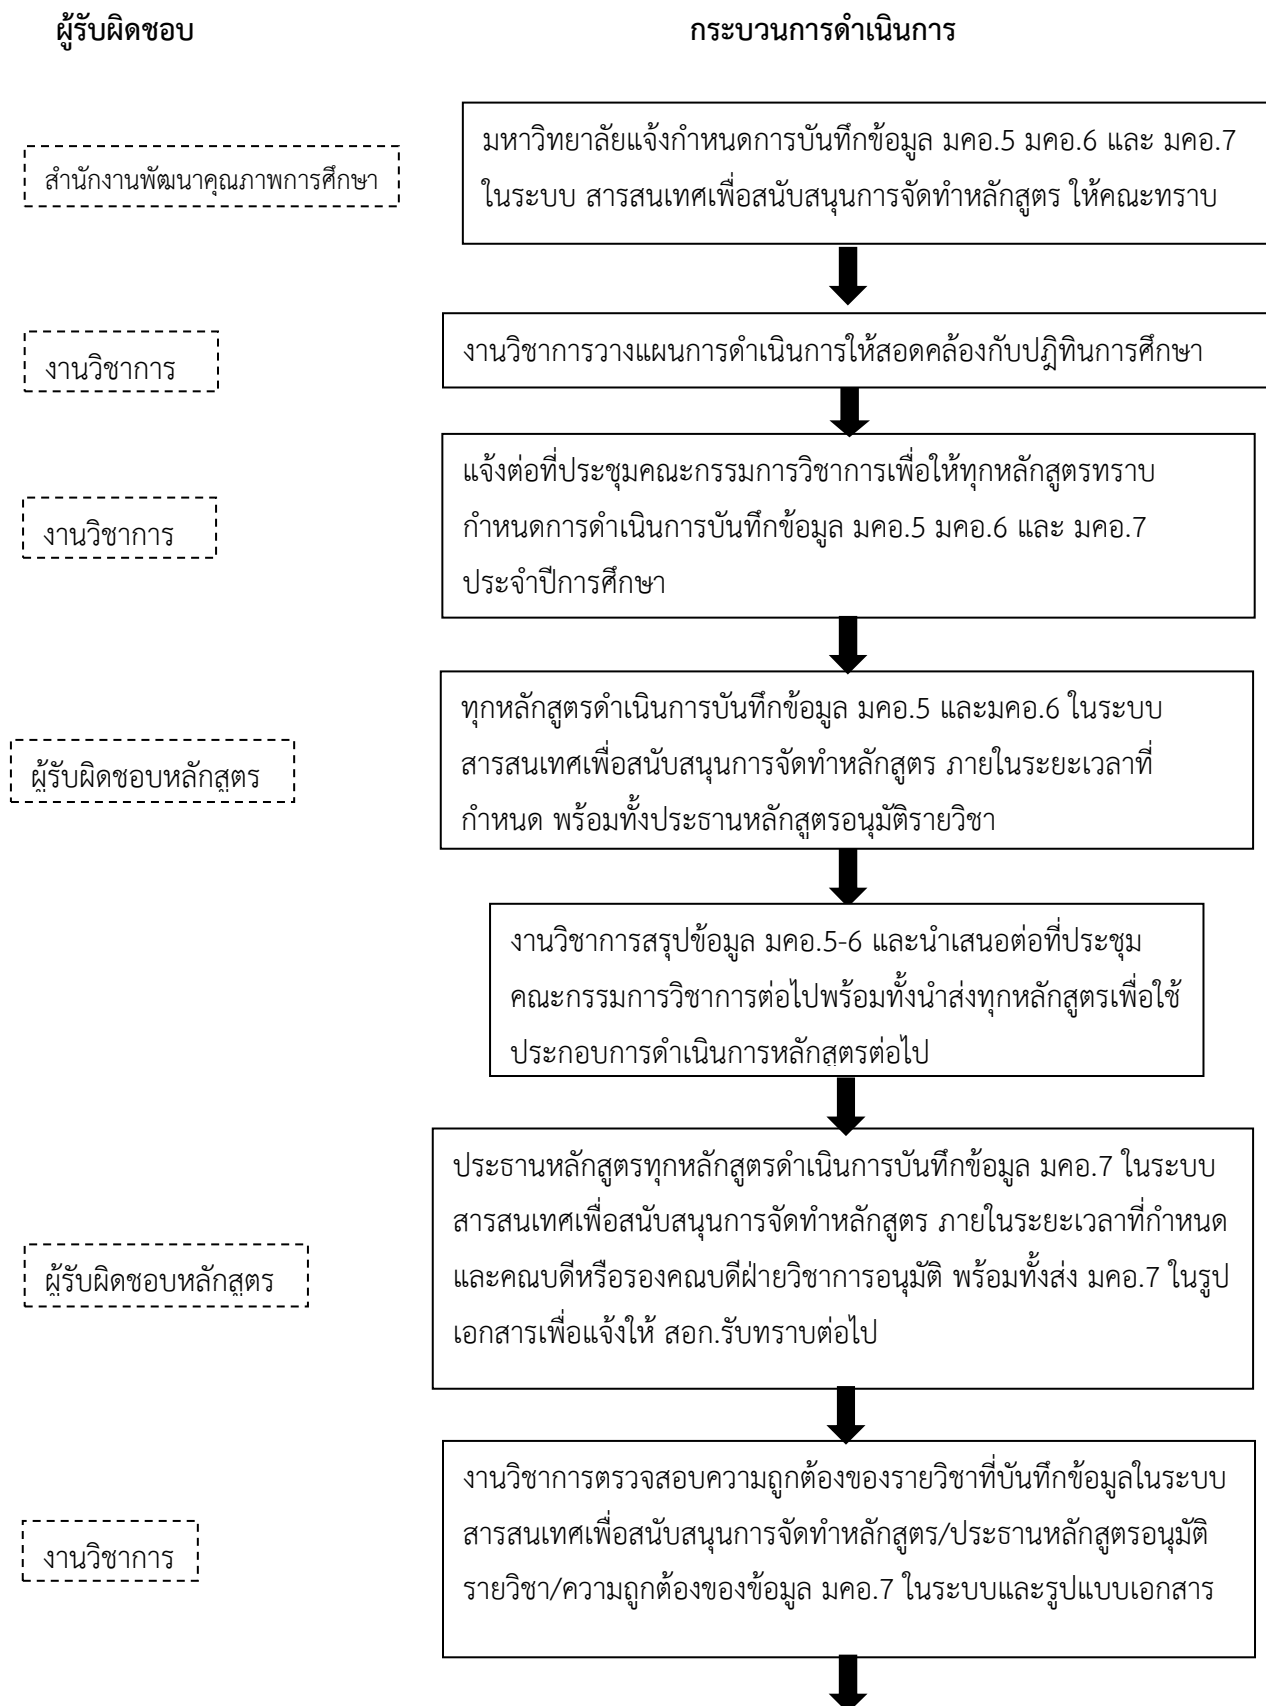 ผู้รับผิดชอบ
กระบวนการดำเนินการ
สำนักงานพัฒนาคุณภาพการศึกษา
มหาวิทยาลัยแจ้งกำหนดการบันทึกข้อมูล มคอ.5 มคอ.6 และ มคอ.7
ในระบบ สารสนเทศเพื่อสนับสนุนการจัดทำหลักสูตร ให้คณะทราบ
งานวิชาการ
งานวิชาการวางแผนการดำเนินการให้สอดคล้องกับปฎิทินการศึกษา
งานวิชาการ
แจ้งต่อที่ประชุมคณะกรรมการวิชาการเพื่อให้ทุกหลักสูตรทราบ
กำหนดการดำเนินการบันทึกข้อมูล มคอ.5 มคอ.6 และ มคอ.7
ประจำปีการศึกษา
ผู้รับผิดชอบหลักสูตร
ทุกหลักสูตรดำเนินการบันทึกข้อมูล มคอ.5 และมคอ.6 ในระบบ
สารสนเทศเพื่อสนับสนุนการจัดทำหลักสูตร ภายในระยะเวลาที่
กำหนด พร้อมทั้งประธานหลักสูตรอนุมัติรายวิชา
งานวิชาการสรุปข้อมูล มคอ.5-6 และนำเสนอต่อที่ประชุม
คณะกรรมการวิชาการต่อไปพร้อมทั้งนำส่งทุกหลักสูตรเพื่อใช้
ประกอบการดำเนินการหลักสูตรต่อไป
ผู้รับผิดชอบหลักสูตร
ประธานหลักสูตรทุกหลักสูตรดำเนินการบันทึกข้อมูล มคอ.7 ในระบบ
สารสนเทศเพื่อสนับสนุนการจัดทำหลักสูตร ภายในระยะเวลาที่กำหนด
และคณบดีหรือรองคณบดีฝ่ายวิชาการอนุมัติ พร้อมทั้งส่ง มคอ.7 ในรูป
เอกสารเพื่อแจ้งให้ สอก.รับทราบต่อไป
งานวิชาการ
งานวิชาการตรวจสอบความถูกต้องของรายวิชาที่บันทึกข้อมูลในระบบ
สารสนเทศเพื่อสนับสนุนการจัดทำหลักสูตร/ประธานหลักสูตรอนุมัติ
รายวิชา/ความถูกต้องของข้อมูล มคอ.7 ในระบบและรูปแบบเอกสาร